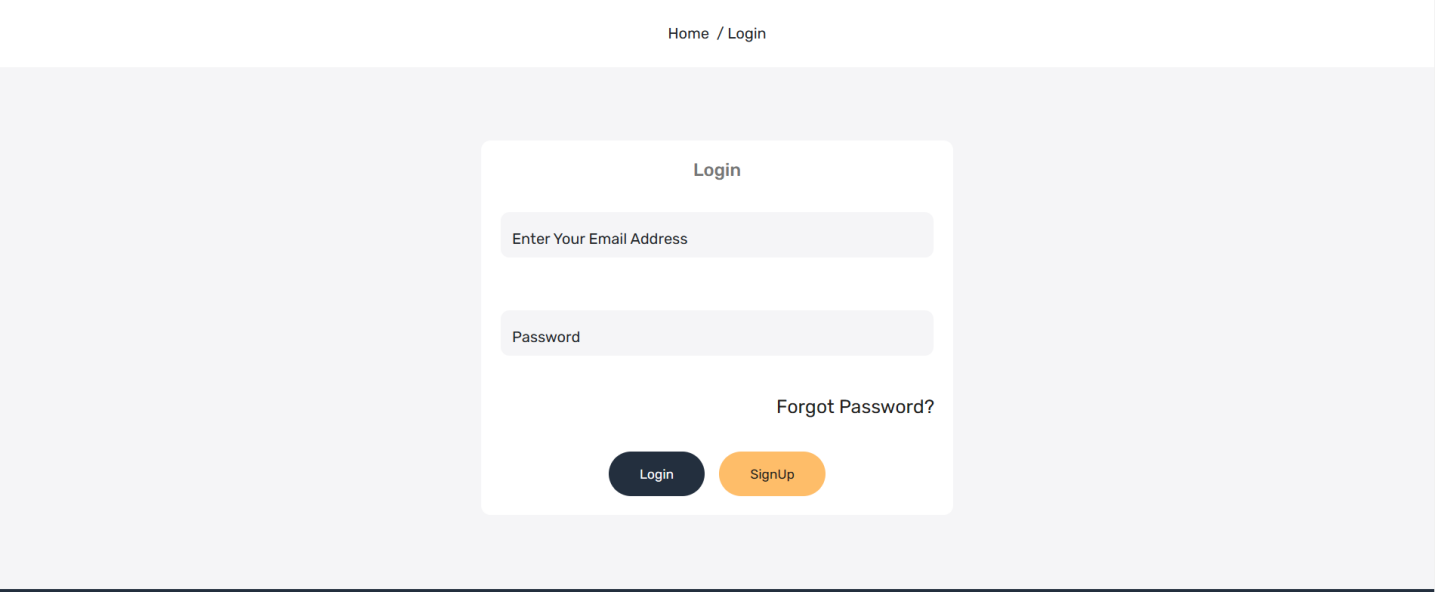 Home / Login
Login
Enter Your Email Address
Password
Forgot Password?
Login SignUp